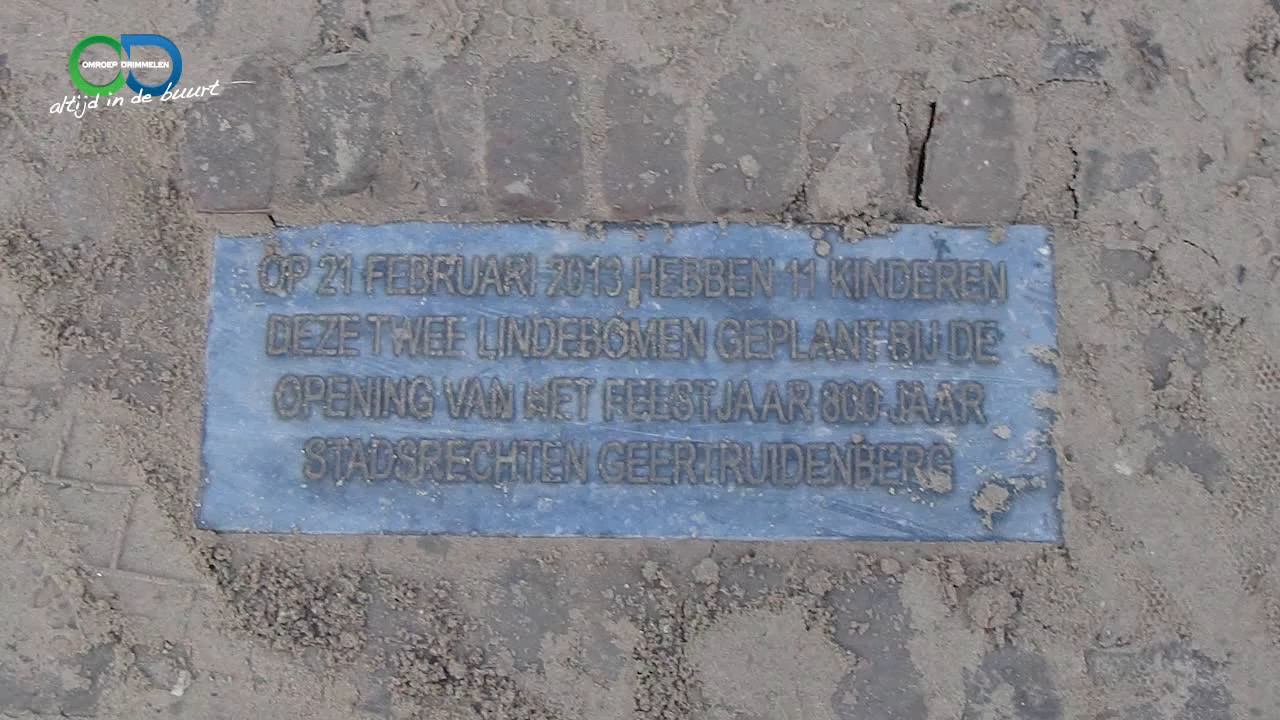 OMROEP DRIMMELEN
altijd in de buurt
OP 21 FEBRUARI 2013 HEBBEN 11 KINDEREN
DEZE TWEE LINDEBOMEN GEPLANT BIJ DE
OPENING VAN HET FEESTJAAR 800 JAAR
STADSRECHTEN GEERTRUIDENBERG